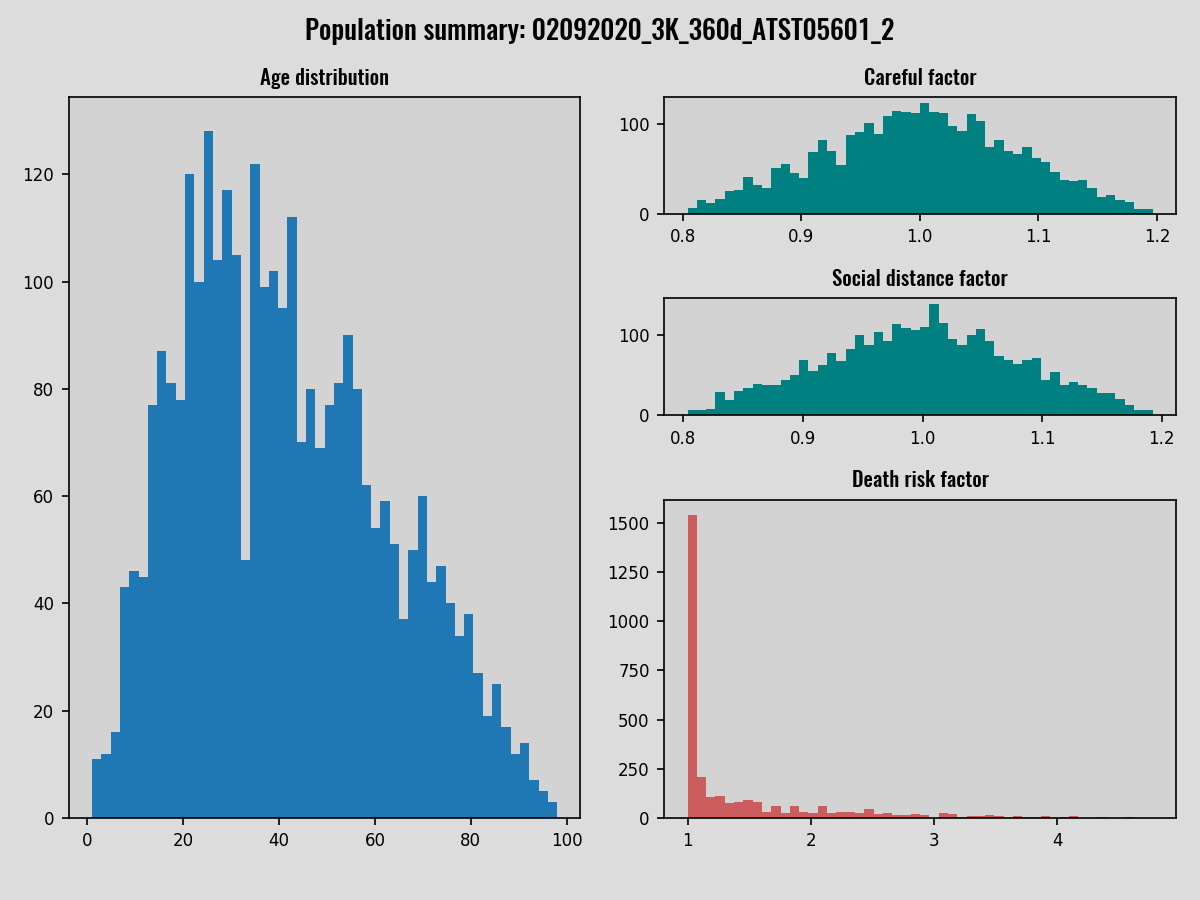 Population summary: 02092020_3K_360d_ATST05601_2
Age distribution
120
100
80
60
40
20
0
0 20 40 60 80 100
Careful factor
100
0
0.8 0.9 1.0 1.1 1.2
Social distance factor
100
0
0.8 0.9 1.0 1.1 1.2
Death risk factor
1500
1250
1000
750
500
250
0
1 2 3 4